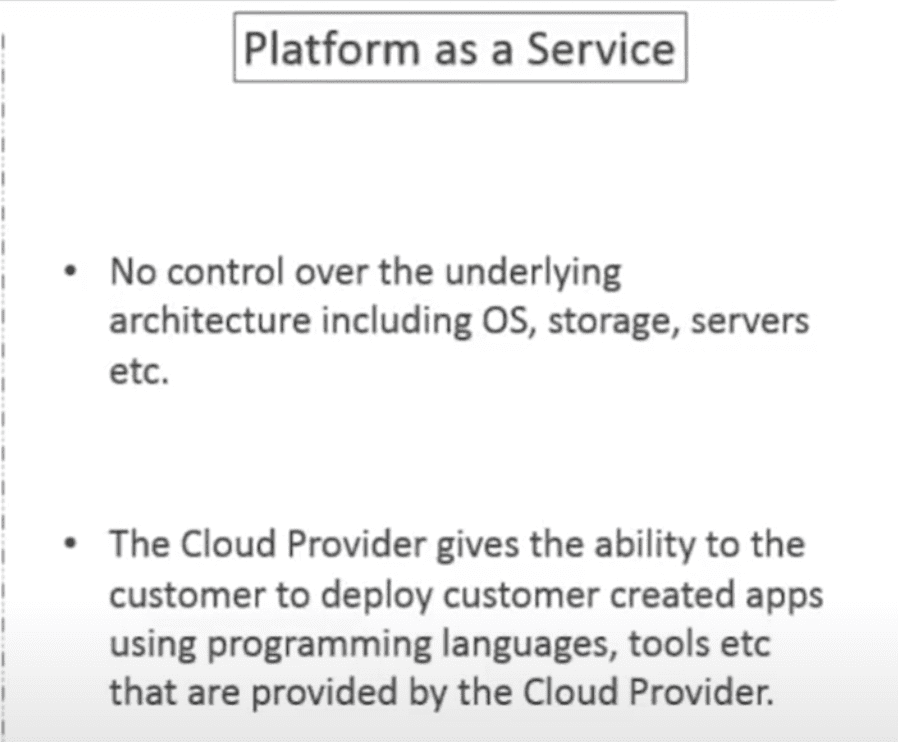 Platform as a Service
• No control over the underlying
architecture including OS, storage, servers
etc.
• The Cloud Provider gives the ability to the
customer to deploy customer created apps
using programming languages, tools etc
that are provided by the Cloud Provider.